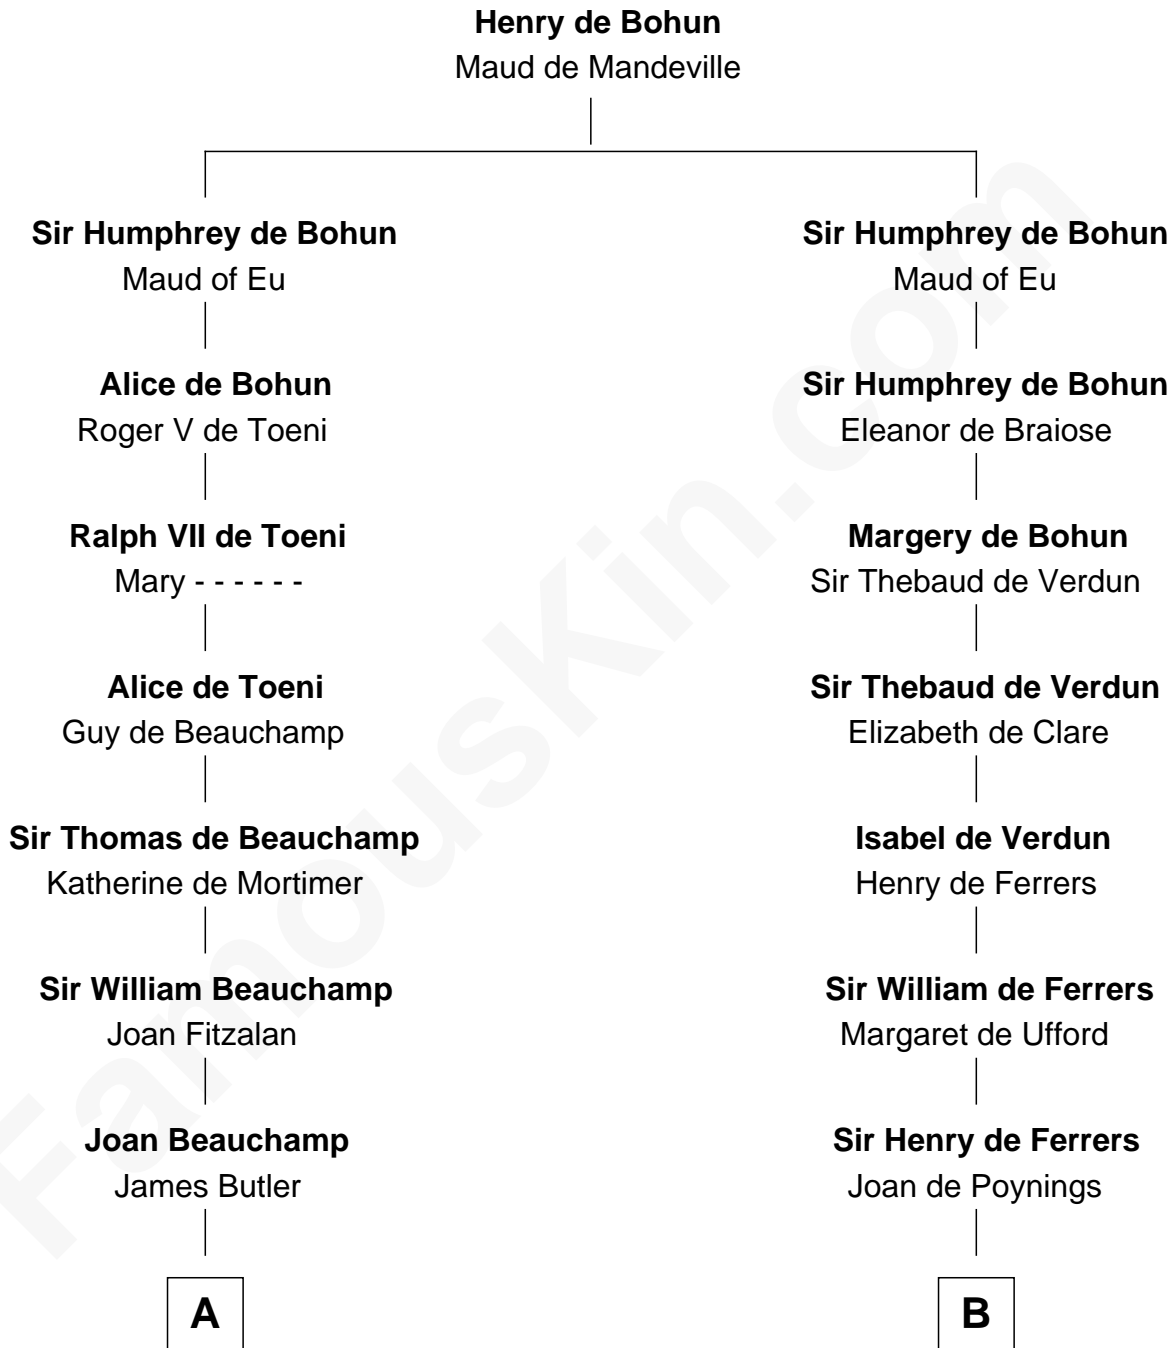 Henry de Bohun
Maud de Mandeville
Sir Humphrey de Bohun
Maud of Eu
Sir Humphrey de Bohun
Maud of Eu
Alice de Bohun
Roger V de Toeni
Sir Humphrey de Bohun
Eleanor de Braiose
Ralph VII de Toeni
Mary - - - - - -
Margery de Bohun
Sir Thebaud de Verdun
Alice de Toeni
Guy de Beauchamp
Sir Thebaud de Verdun
Elizabeth de Clare
Sir Thomas de Beauchamp
Katherine de Mortimer
Isabel de Verdun
Henry de Ferrers
Sir William Beauchamp
Joan Fitzalan
Sir William de Ferrers
Margaret de Ufford
Joan Beauchamp
James Butler
Sir Henry de Ferrers
Joan de Poynings
A
B
FamousKin.com